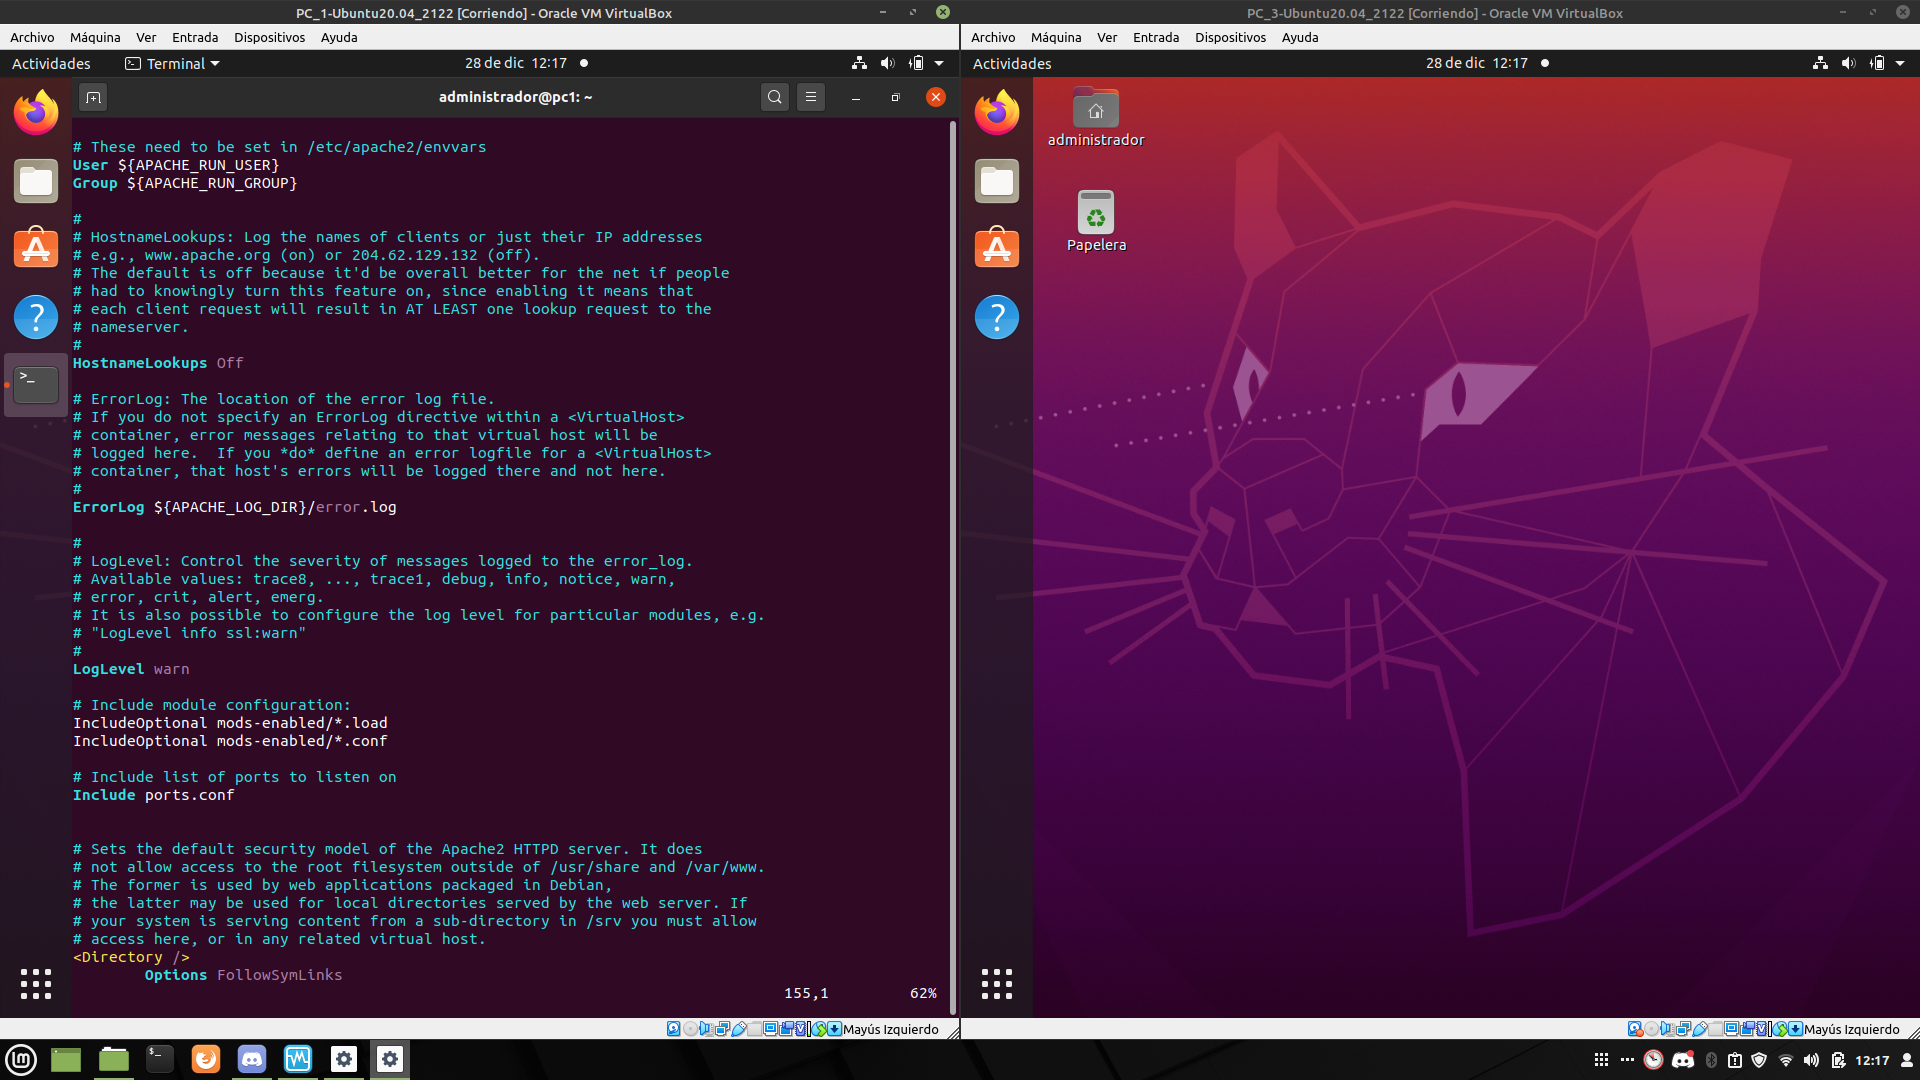 PC_1-Ubuntu20.04_2122 [Corriendo] - Oracle VM VirtualBox
Archivo Máquina Ver Entrada Dispositivos Ayuda
Actividades Terminal 28 de dic 12:17
administrador@pc1: ~
# These need to be set in /etc/apache2/envvars
User ${APACHE_RUN_USER}
Group ${APACHE_RUN_GROUP}
#
# HostnameLookups: Log the names of clients or just their IP addresses
# e.g., www.apache.org (on) or 204.62.129.132 (off).
# The default is off because it'd be overall better for the net if people
# had to knowingly turn this feature on, since enabling it means that
# each client request will result in AT LEAST one lookup request to the
# nameserver.
#
HostnameLookups Off
# ErrorLog: The location of the error log file.
# If you do not specify an ErrorLog directive within a <VirtualHost>
# container, error messages relating to that virtual host will be
# logged here.  If you *do* define an error logfile for a <VirtualHost>
# container, that host's errors will be logged there and not here.
#
ErrorLog ${APACHE_LOG_DIR}/error.log
#
# LogLevel: Control the severity of messages logged to the error_log.
# Available values: trace8, ..., trace1, debug, info, notice, warn,
# error, crit, alert, emerg.
# It is also possible to configure the log level for particular modules, e.g.
# "LogLevel info ssl:warn"
#
LogLevel warn
# Include module configuration:
IncludeOptional mods-enabled/*.load
IncludeOptional mods-enabled/*.conf
# Include list of ports to listen on
Include ports.conf
# Sets the default security model of the Apache2 HTTPD server. It does
# not allow access to the root filesystem outside of /usr/share and /var/www.
# The former is used by web applications packaged in Debian,
# the latter may be used for local directories served by the web server. If
# your system is serving content from a sub-directory in /srv you must allow
# access here, or in any related virtual host.
<Directory />
Options FollowSymLinks
155,1 62%
Mayús Izquierdo
PC_3-Ubuntu20.04_2122 [Corriendo] - Oracle VM VirtualBox
Archivo Máquina Ver Entrada Dispositivos Ayuda
Actividades 28 de dic 12:17
administrador
Papelera
Mayús Izquierdo
12:17